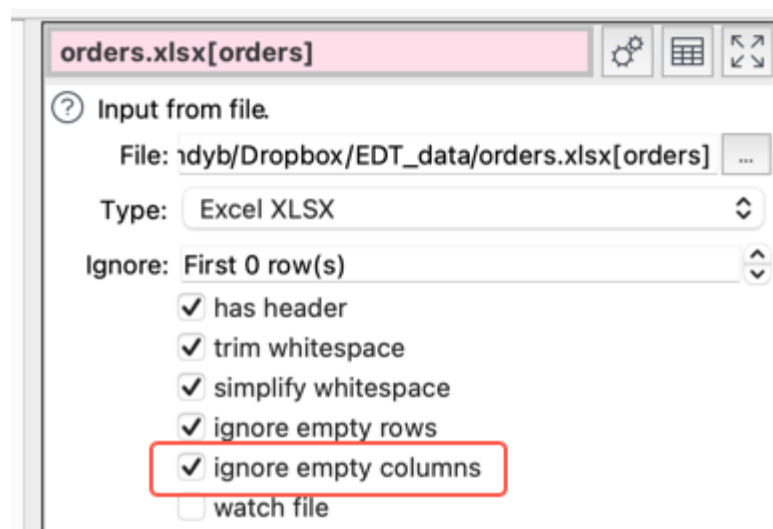 orders.xlsx[orders]
Input from file.
File: ndyb/Dropbox/EDT_data/orders.xlsx[orders] ...
Type: Excel XLSX
Ignore: First 0 row(s)
has header
trim whitespace
simplify whitespace
ignore empty rows
ignore empty columns
watch file